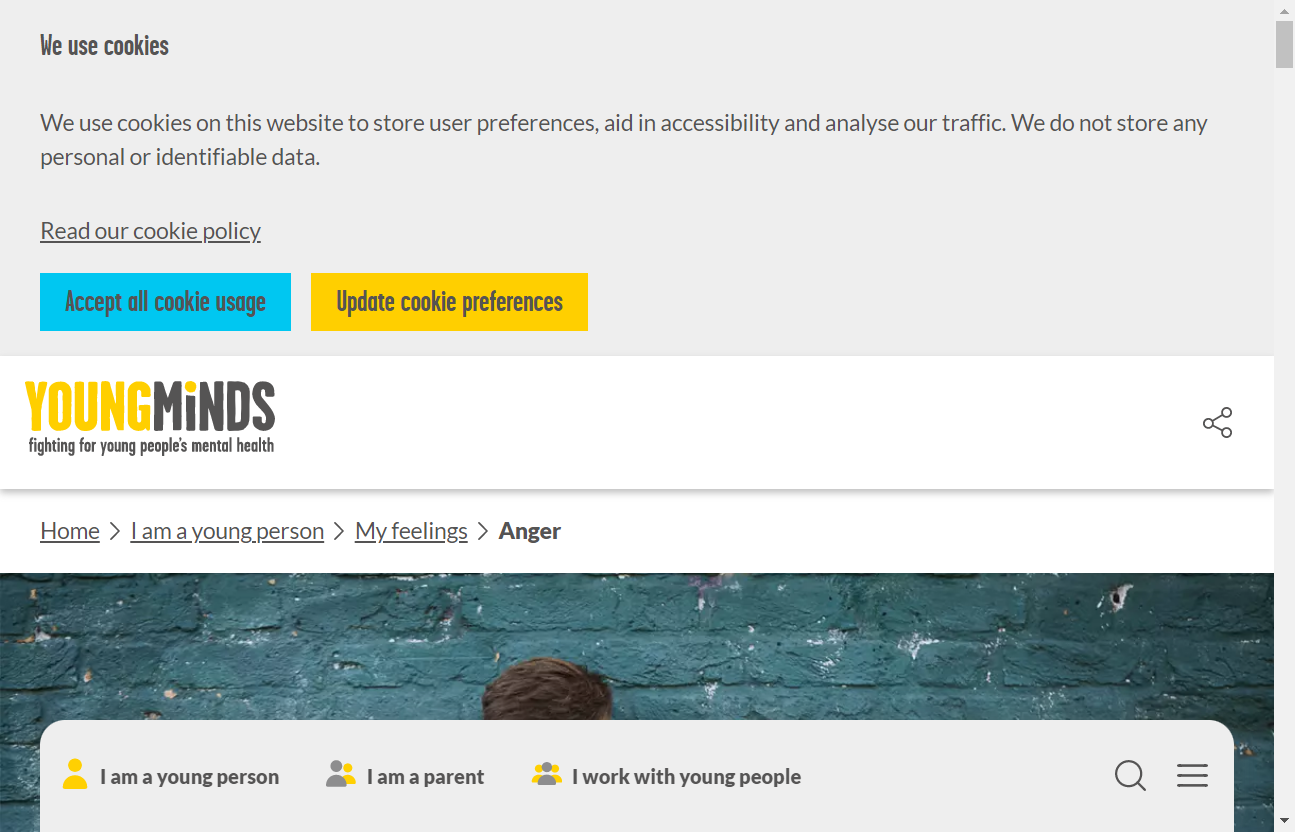 We use cookies
We use cookies on this website to store user preferences, aid in accessibility and analyse our traffic. We do not store any
personal or identifiable data.
Read our cookie policy
Accept all cookie usage
Update cookie preferences
YOUNGMiNDS
fighting for young people's mental health
Home > I am a young person > My feelings > Anger
I am a young person
I am a parent
I work with young people